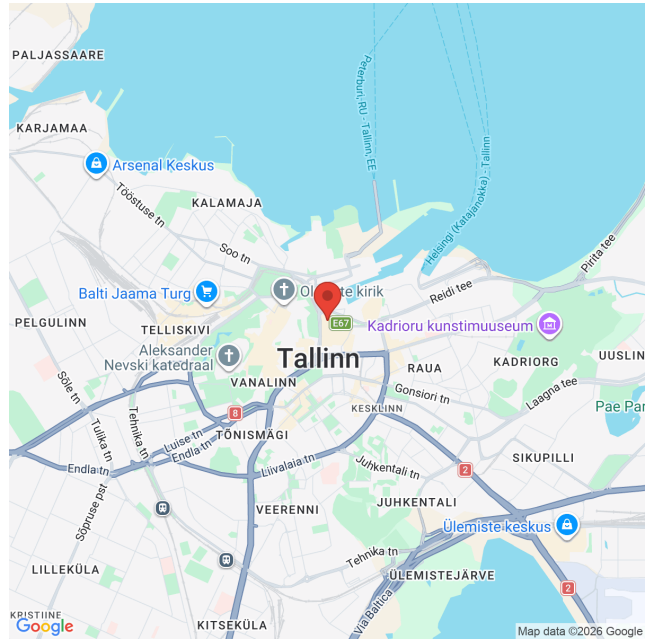 PALJASSAARE
Peterburi, RU - Tallinn, EE
KARJAMAA
Arsenal Keskus
Helsingi (Katajanokka) - Tallinn
Tööstuse tn
KALAMAJA
Soo tn
Pirita tee
Balti Jaama Turg
Reidi tee
PELGULINN
TELLISKIVI
E67
Kadrioru kunstimuuseum
Aleksander
Nevski katedraal
Tallinn
RAUA
KADRIORG
UUSLIN
Sõle tn
VANALINN
Gonsiori tn
Laagna tee
Pae Par
Tulika tn
Tehnika tn
8
KESKLINN
Luise tn
TÕNISMÄGI
Endla tn
Endla tn
Liivalaia tn
Juhkentali tn
2
SIKUPILLI
Sõpruse pst
VEERENNI
JUHKENTALI
Ülemiste keskus
Tehnika tn
LILLEKÜLA
ÜLEMISTEJÄRVE
2
Via Baltica
KRISTIINE
KITSEKÜLA
Google
Map data ©2026 Google